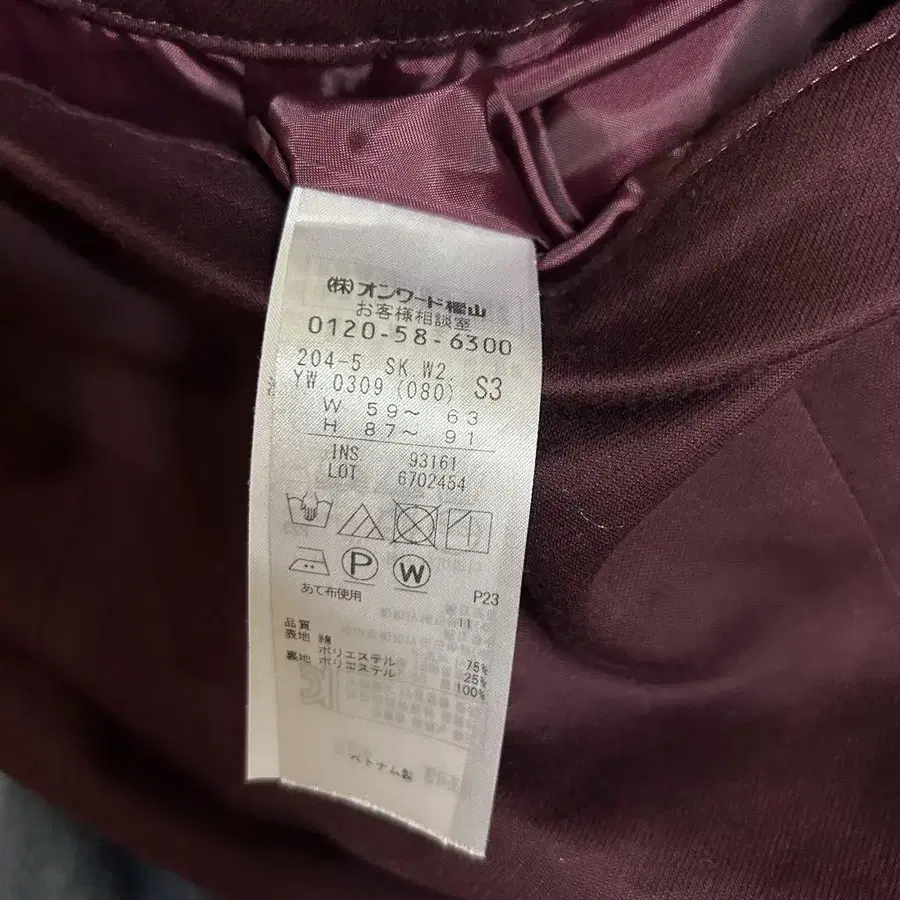 (株)オンワード樫山
お客様相談室
0120-58-6300
204-5 SK.W2.
YW 0309 (080) S3
W 59〜 63
H 87〜 91
INS 93161
LOT 6702454
P W
あて布使用 P23
11
品質
表地 綿 75%
ポリエステル 25%
裏地 ポリエステル 100%
ベトナム製